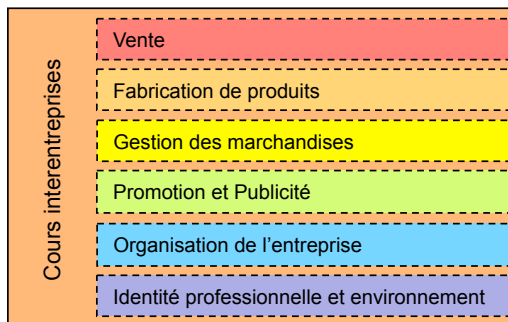 Cours interentreprises
Vente
Fabrication de produits
Gestion des marchandises
Promotion et Publicité
Organisation de l'entreprise
Identité professionnelle et environnement